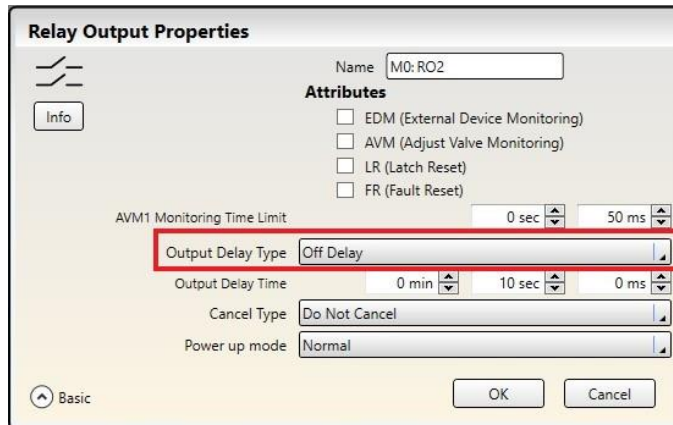 Relay Output Properties
Name M0: RO2
Attributes
Info
EDM (External Device Monitoring)
AVM (Adjust Valve Monitoring)
LR (Latch Reset)
FR (Fault Reset)
AVM1 Monitoring Time Limit 0 sec 50 ms
Output Delay Type Off Delay
Output Delay Time 0 min 10 sec 0 ms
Cancel Type Do Not Cancel
Power up mode Normal
Basic OK Cancel